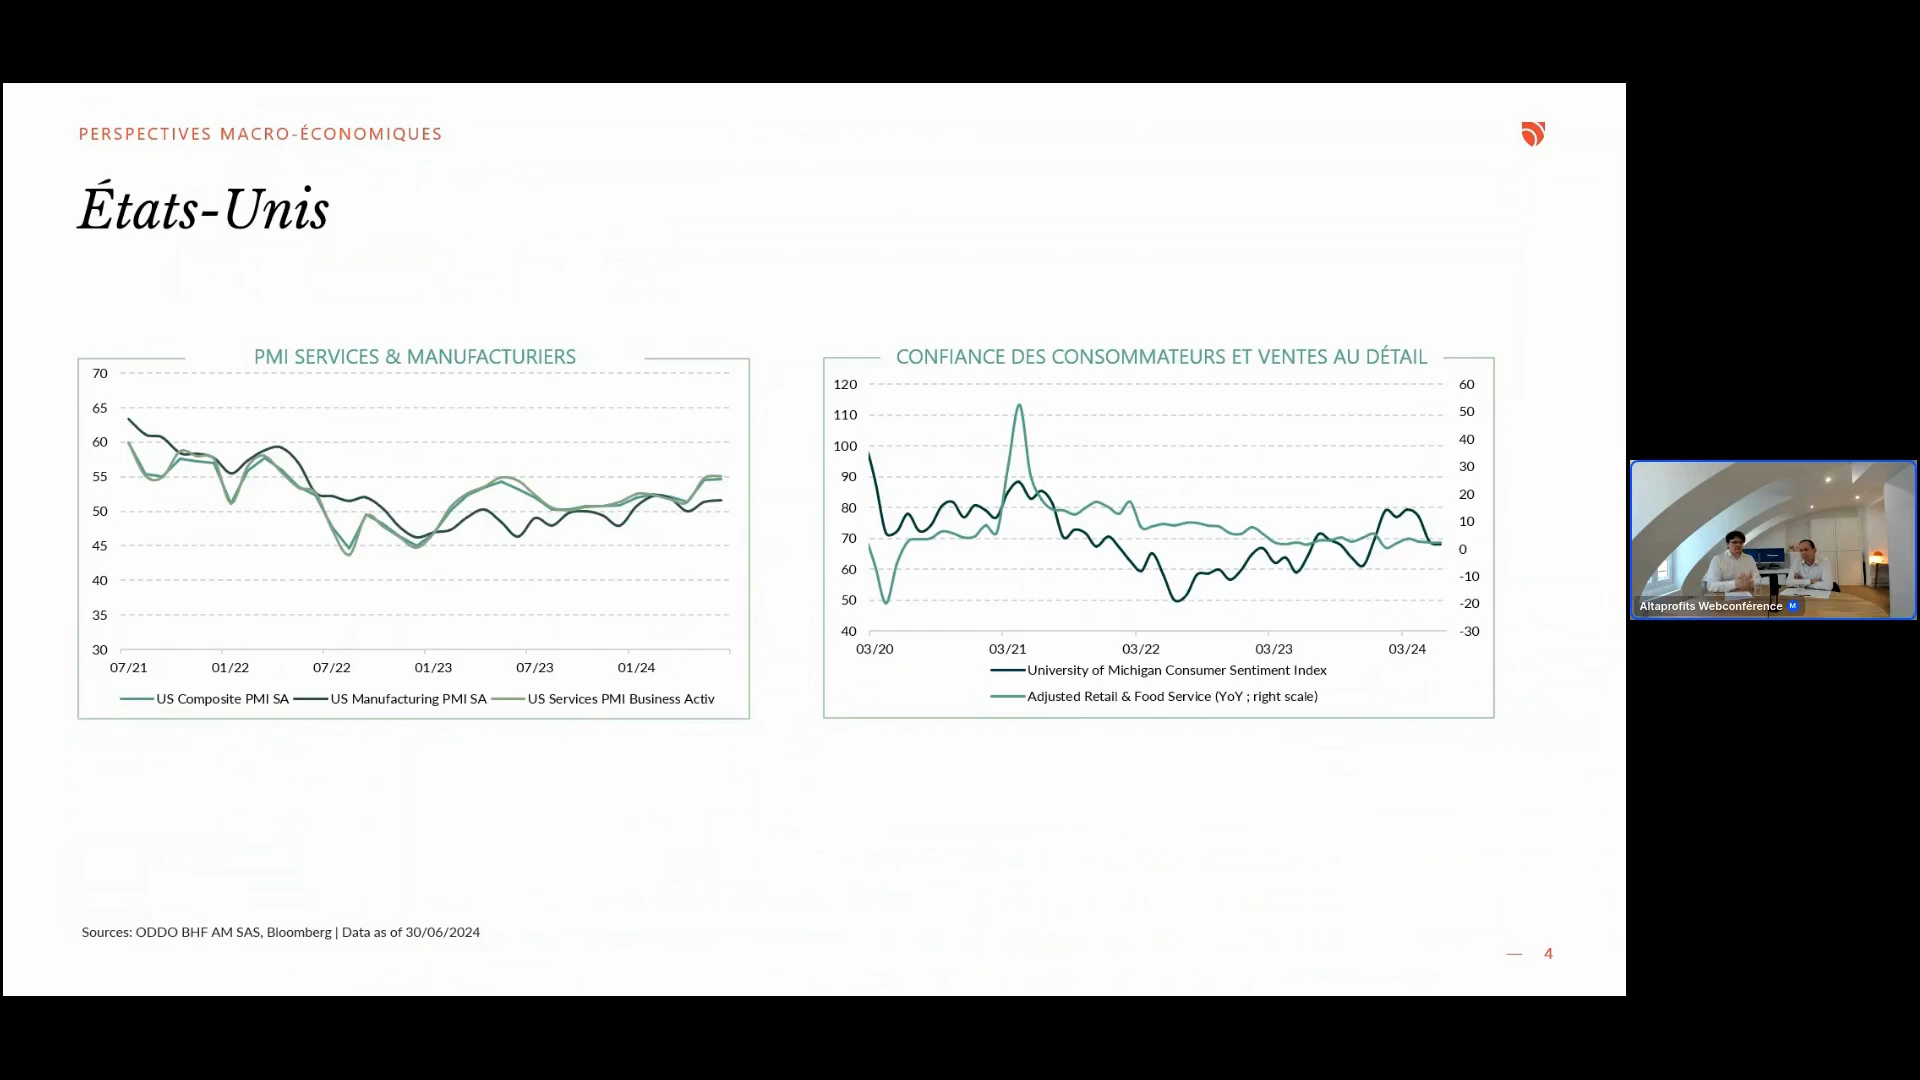 PERSPECTIVES MACRO-ÉCONOMIQUES
États-Unis
PMI SERVICES & MANUFACTURIERS
70
65
60
55
50
45
40
35
30
07/21 01/22 07/22 01/23 07/23 01/24
US Composite PMI SA US Manufacturing PMI SA US Services PMI Business Activ
CONFIANCE DES CONSOMMATEURS ET VENTES AU DÉTAIL
120
110
100
90
80
70
60
50
40
60
50
40
30
20
10
0
-10
-20
-30
03/20 03/21 03/22 03/23 03/24
University of Michigan Consumer Sentiment Index
Adjusted Retail & Food Service (YoY ; right scale)
Altaprofits Webconférence M
Sources: ODDO BHF AM SAS, Bloomberg | Data as of 30/06/2024
— 4